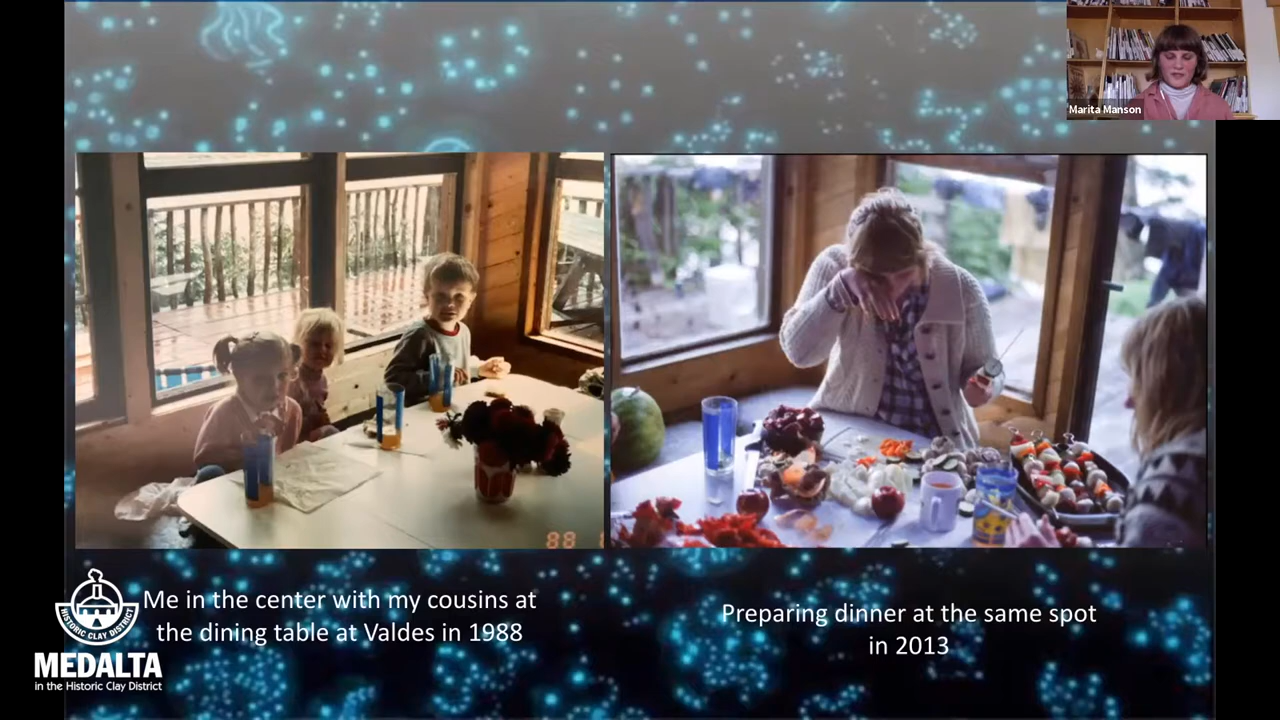 Marita Manson
88
Me in the center with my cousins at
the dining table at Valdes in 1988
Preparing dinner at the same spot
in 2013
HISTORIC CLAY DISTRICT
MEDALTA
in the Historic Clay District